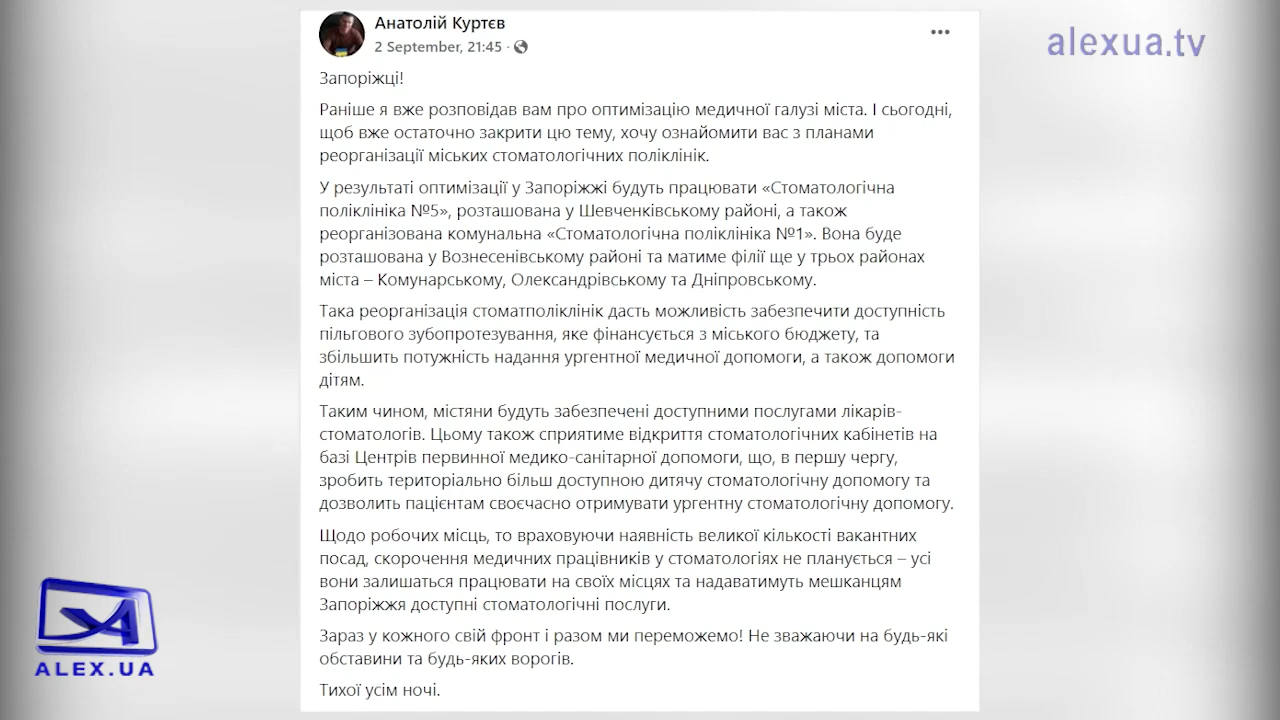 Анатолій Куртєв
2 September, 21:45 ·
alexua.tv
Запоріжці!
Раніше я вже розповідав вам про оптимізацію медичної галузі міста. І сьогодні,
щоб вже остаточно закрити цю тему, хочу ознайомити вас з планами
реорганізації міських стоматологічних поліклінік.
У результаті оптимізації у Запоріжжі будуть працювати «Стоматологічна
поліклініка №5», розташована у Шевченківському районі, а також
реорганізована комунальна «Стоматологічна поліклініка №1». Вона буде
розташована у Вознесенівському районі та матиме філії ще у трьох районах
міста – Комунарському, Олександрівському та Дніпровському.
Така реорганізація стоматполіклінік дасть можливість забезпечити доступність
пільгового зубопротезування, яке фінансується з міського бюджету, та
збільшить потужність надання ургентної медичної допомоги, а також допомоги
дітям.
Таким чином, містяни будуть забезпечені доступними послугами лікарів-
стоматологів. Цьому також сприятиме відкриття стоматологічних кабінетів на
базі Центрів первинної медико-санітарної допомоги, що, в першу чергу,
зробить територіально більш доступною дитячу стоматологічну допомогу та
дозволить пацієнтам своєчасно отримувати ургентну стоматологічну допомогу.
Щодо робочих місць, то враховуючи наявність великої кількості вакантних
посад, скорочення медичних працівників у стоматологіях не планується – усі
вони залишаться працювати на своїх місцях та надаватимуть мешканцям
Запоріжжя доступні стоматологічні послуги.
Зараз у кожного свій фронт і разом ми переможемо! Не зважаючи на будь-які
обставини та будь-яких ворогів.
Тихої усім ночі.
ALEX.UA